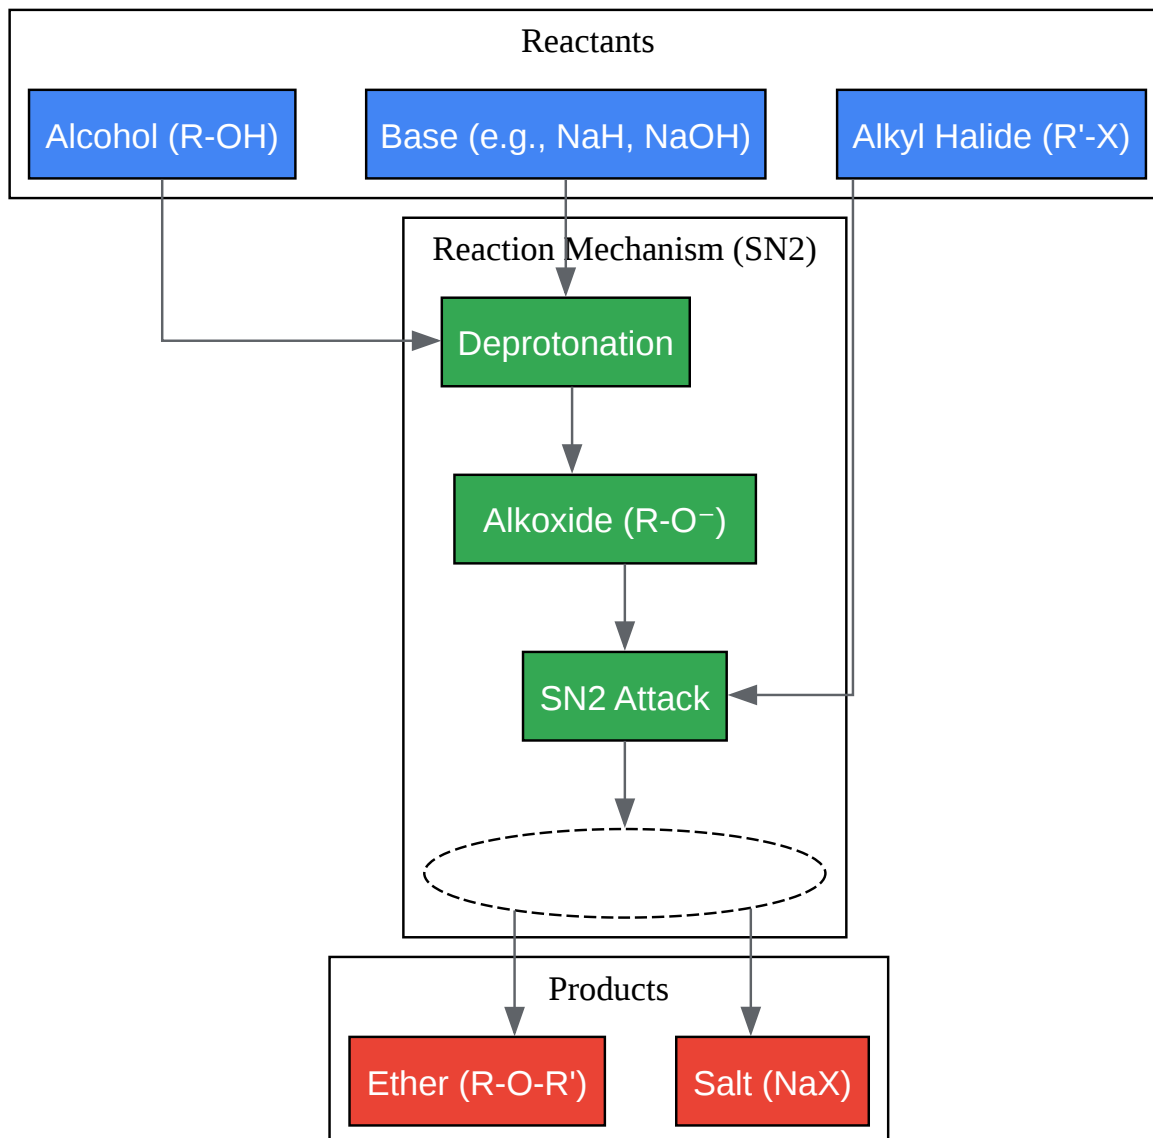 Reactants
Alcohol (R-OH)
Base (e.g., NaH, NaOH)
Alkyl Halide (R'-X)
Reaction Mechanism (SN2)
Deprotonation
Alkoxide (R-O⁻)
SN2 Attack
Products
Ether (R-O-R')
Salt (NaX)